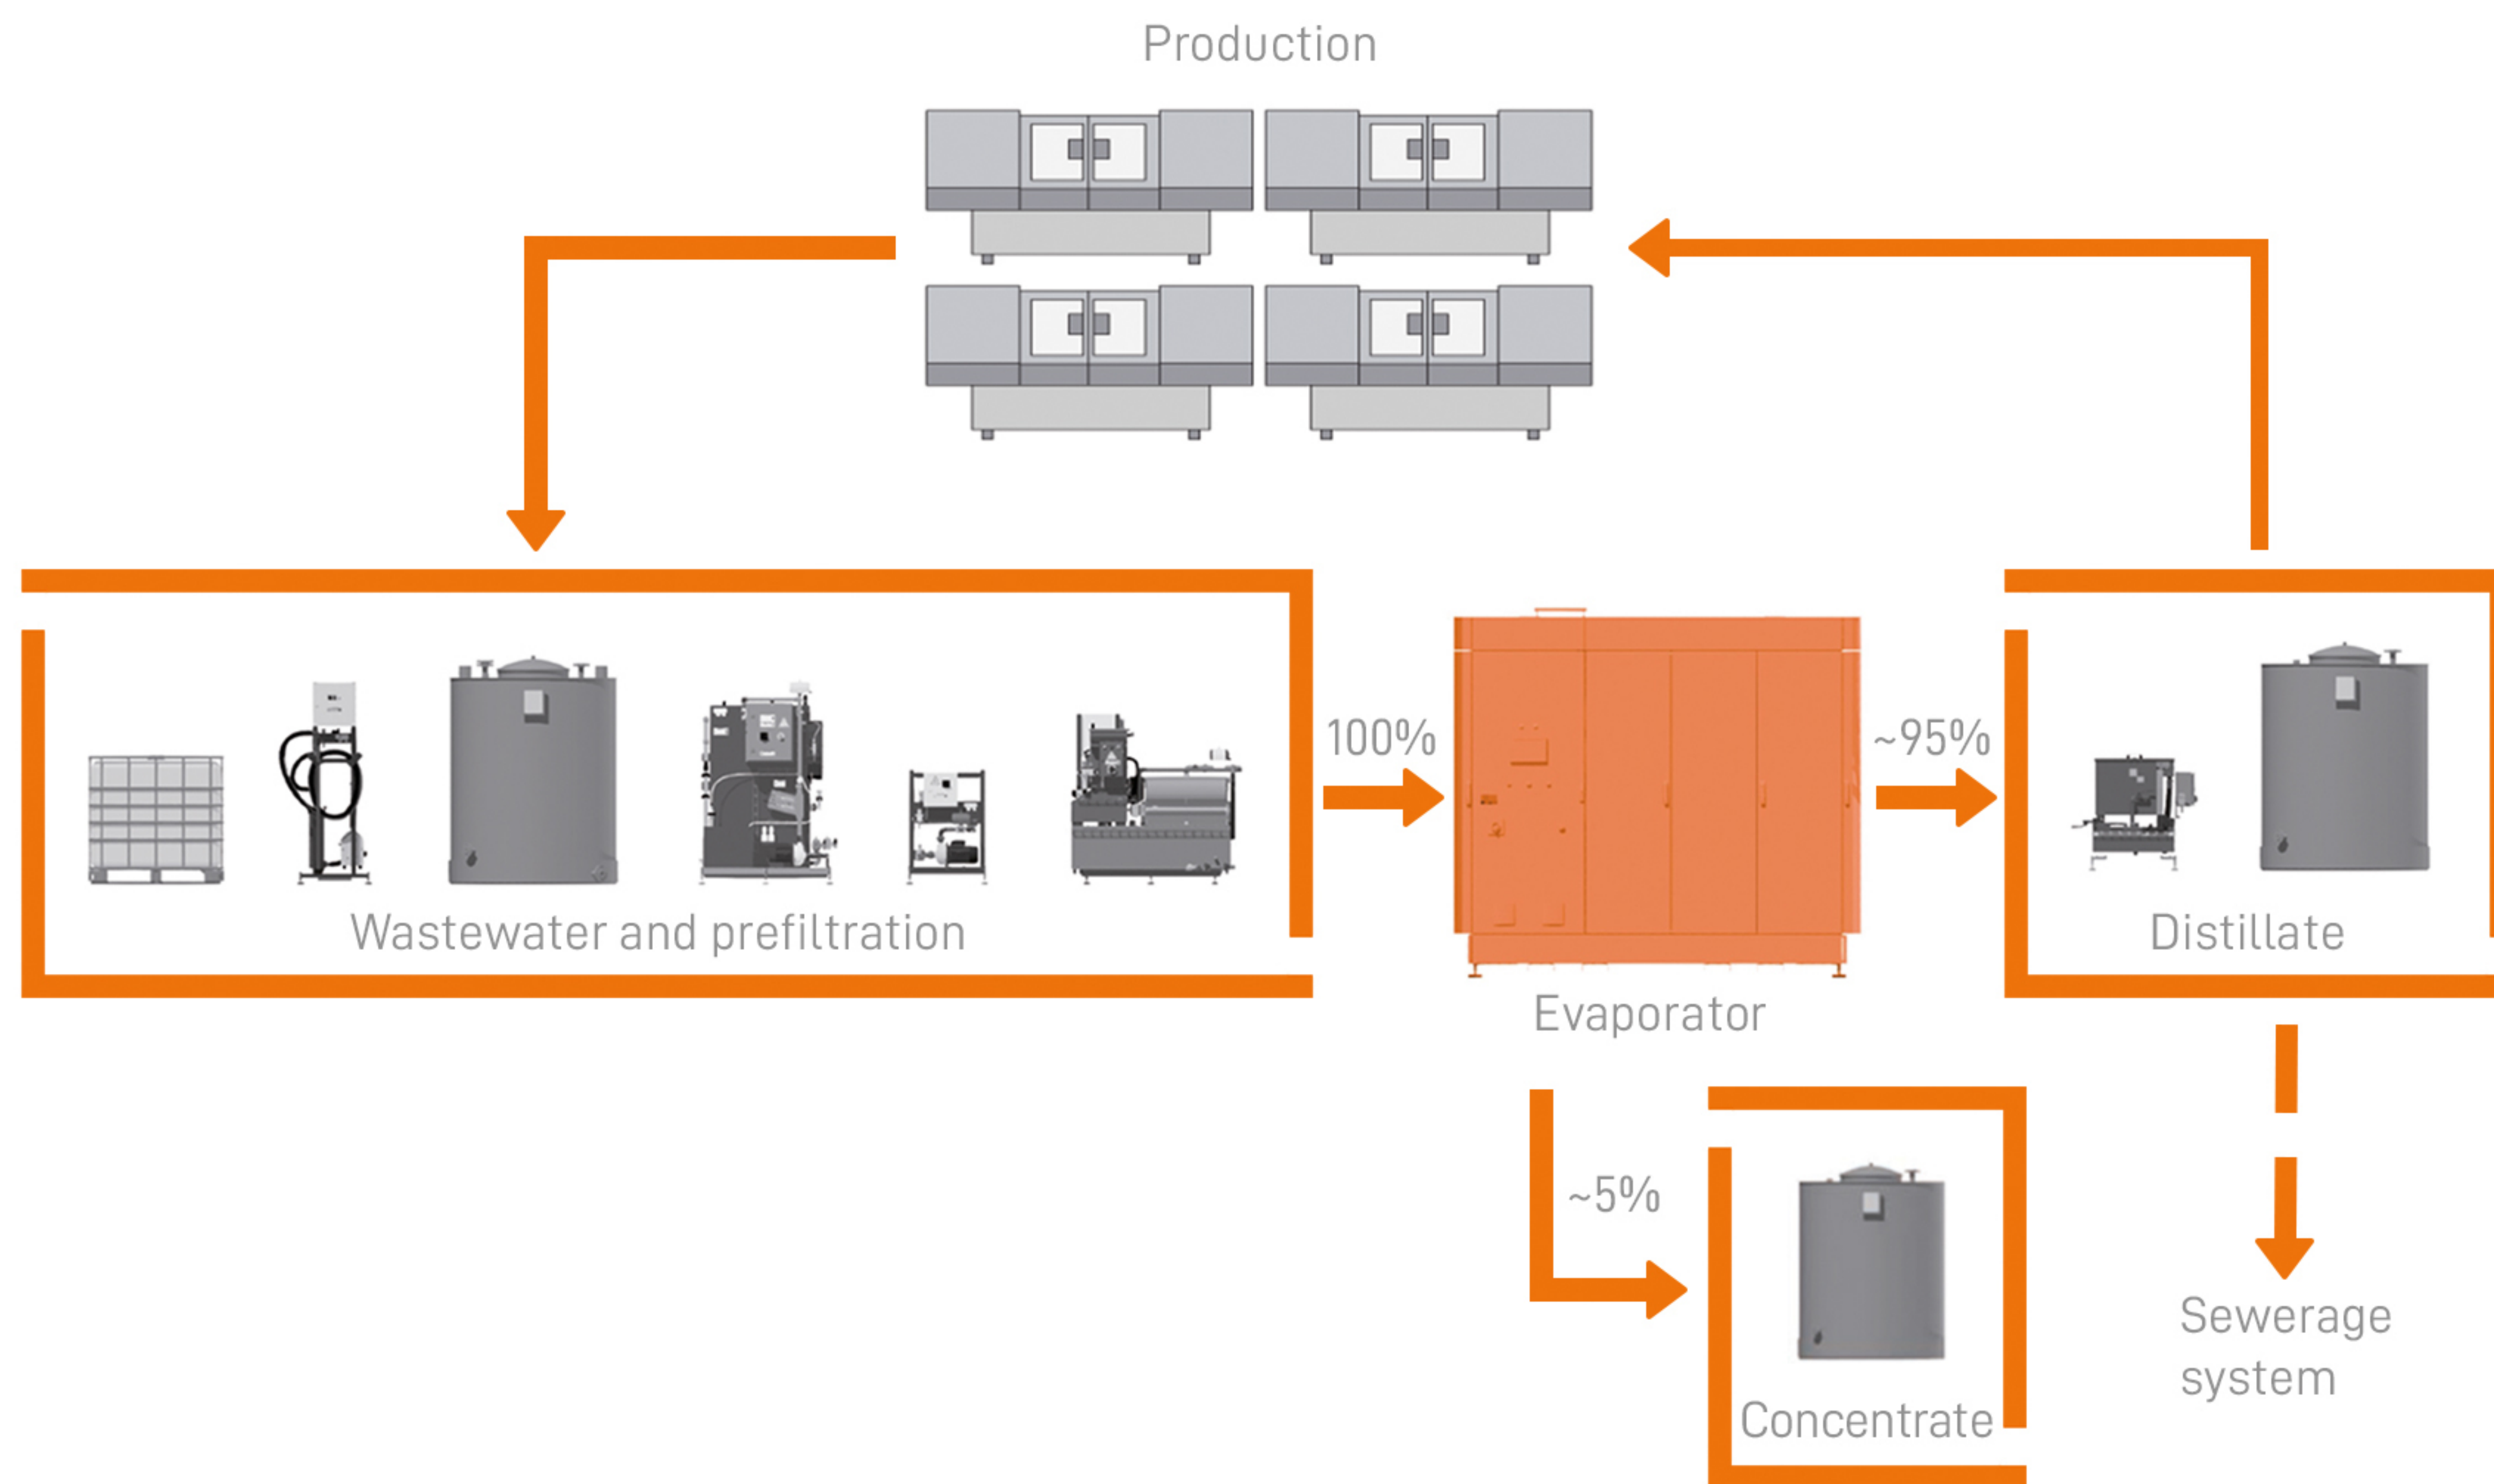 Production
100%
~95%
Wastewater and prefiltration
Distillate
Evaporator
~5%
Sewerage
system
Concentrate